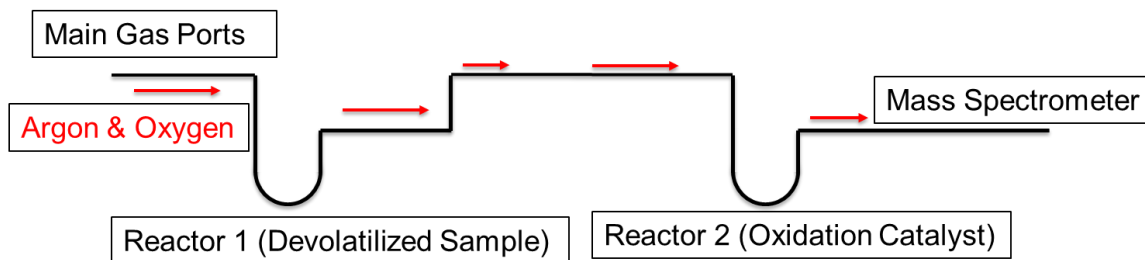 Main Gas Ports
Argon & Oxygen
Mass Spectrometer
Reactor 1 (Devolatilized Sample)
Reactor 2 (Oxidation Catalyst)